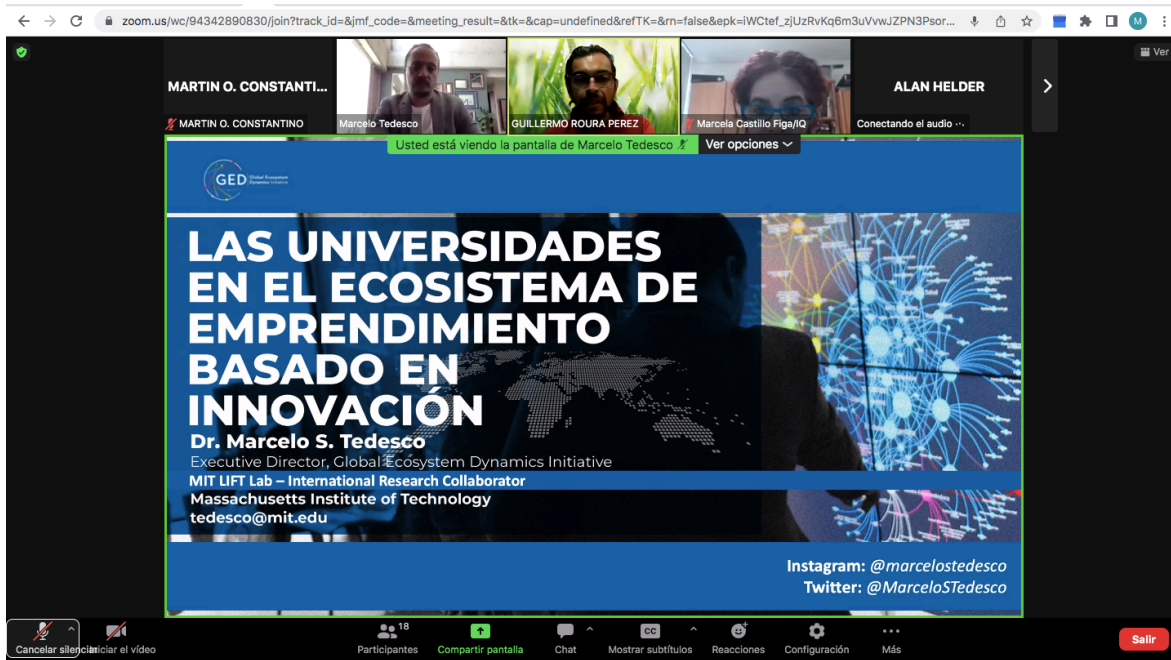 zoom.us/wc/94342890830/join?track_id=&jmf_code=&meeting_result=&tk=&cap=undefined&refTK=&rn=false&epk=iWCtef_zjUzRvKq6m3uVvwJZPN3Psor...
M
Ver
MARTIN O. CONSTANTI...
ALAN HELDER
MARTIN O. CONSTANTINO
Marcelo Tedesco
GUILLERMO ROURA PEREZ
Marcela Castillo Figa/IQ
Conectando el audio ...
Usted está viendo la pantalla de Marcelo Tedesco
Ver opciones
GED Global Ecosystem
Dynamics Initiative
LAS UNIVERSIDADES
EN EL ECOSISTEMA DE
EMPRENDIMIENTO
BASADO EN
INNOVACIÓN
Dr. Marcelo S. Tedesco
Executive Director, Global Ecosystem Dynamics Initiative
MIT LIFT Lab – International Research Collaborator
Massachusetts Institute of Technology
tedesco@mit.edu
Instagram: @marcelostedesco
Twitter: @MarceloSTedesco
18
CC
Cancelar silenciar
Iniciar el vídeo
Participantes
Compartir pantalla
Chat
Mostrar subtítulos
Reacciones
Configuración
Más
Salir